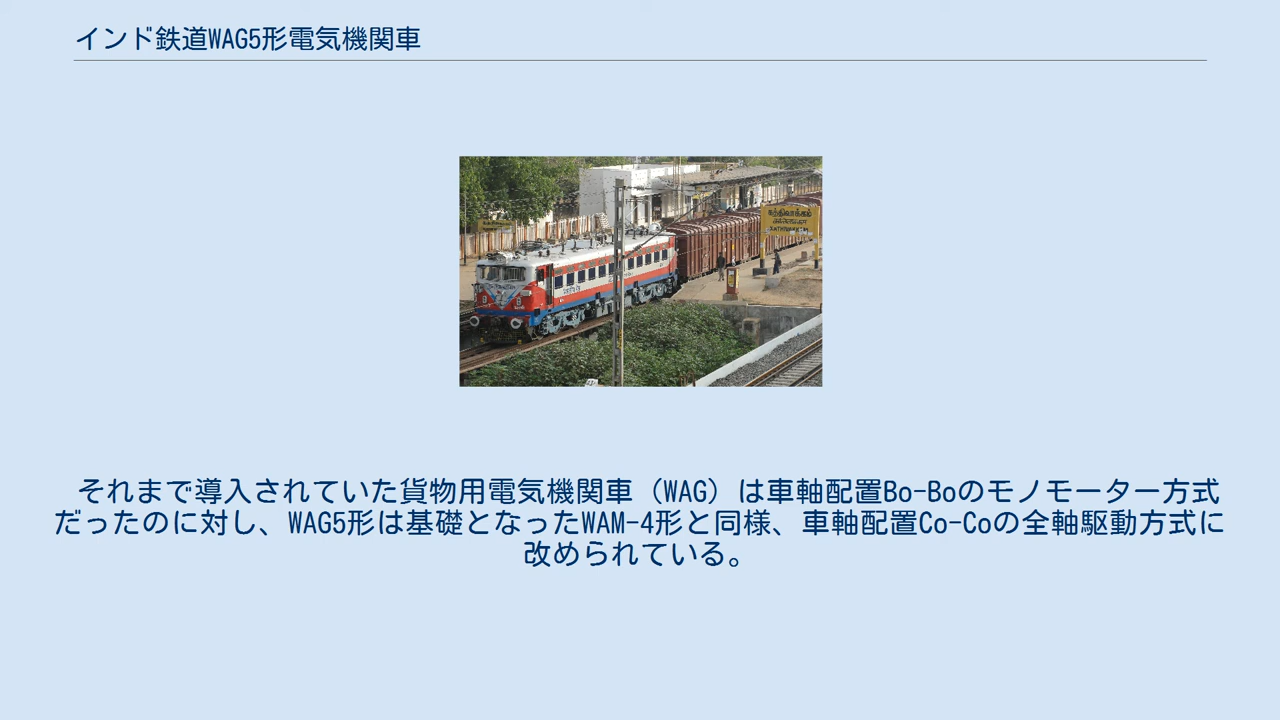 インド鉄道WAG5形電気機関車
それまで導入されていた貨物用電気機関車（WAG）は車軸配置Bo-Boのモノモーター方式
だったのに対し、WAG5形は基礎となったWAM-4形と同様、車軸配置Co-Coの全軸駆動方式に
改められている。